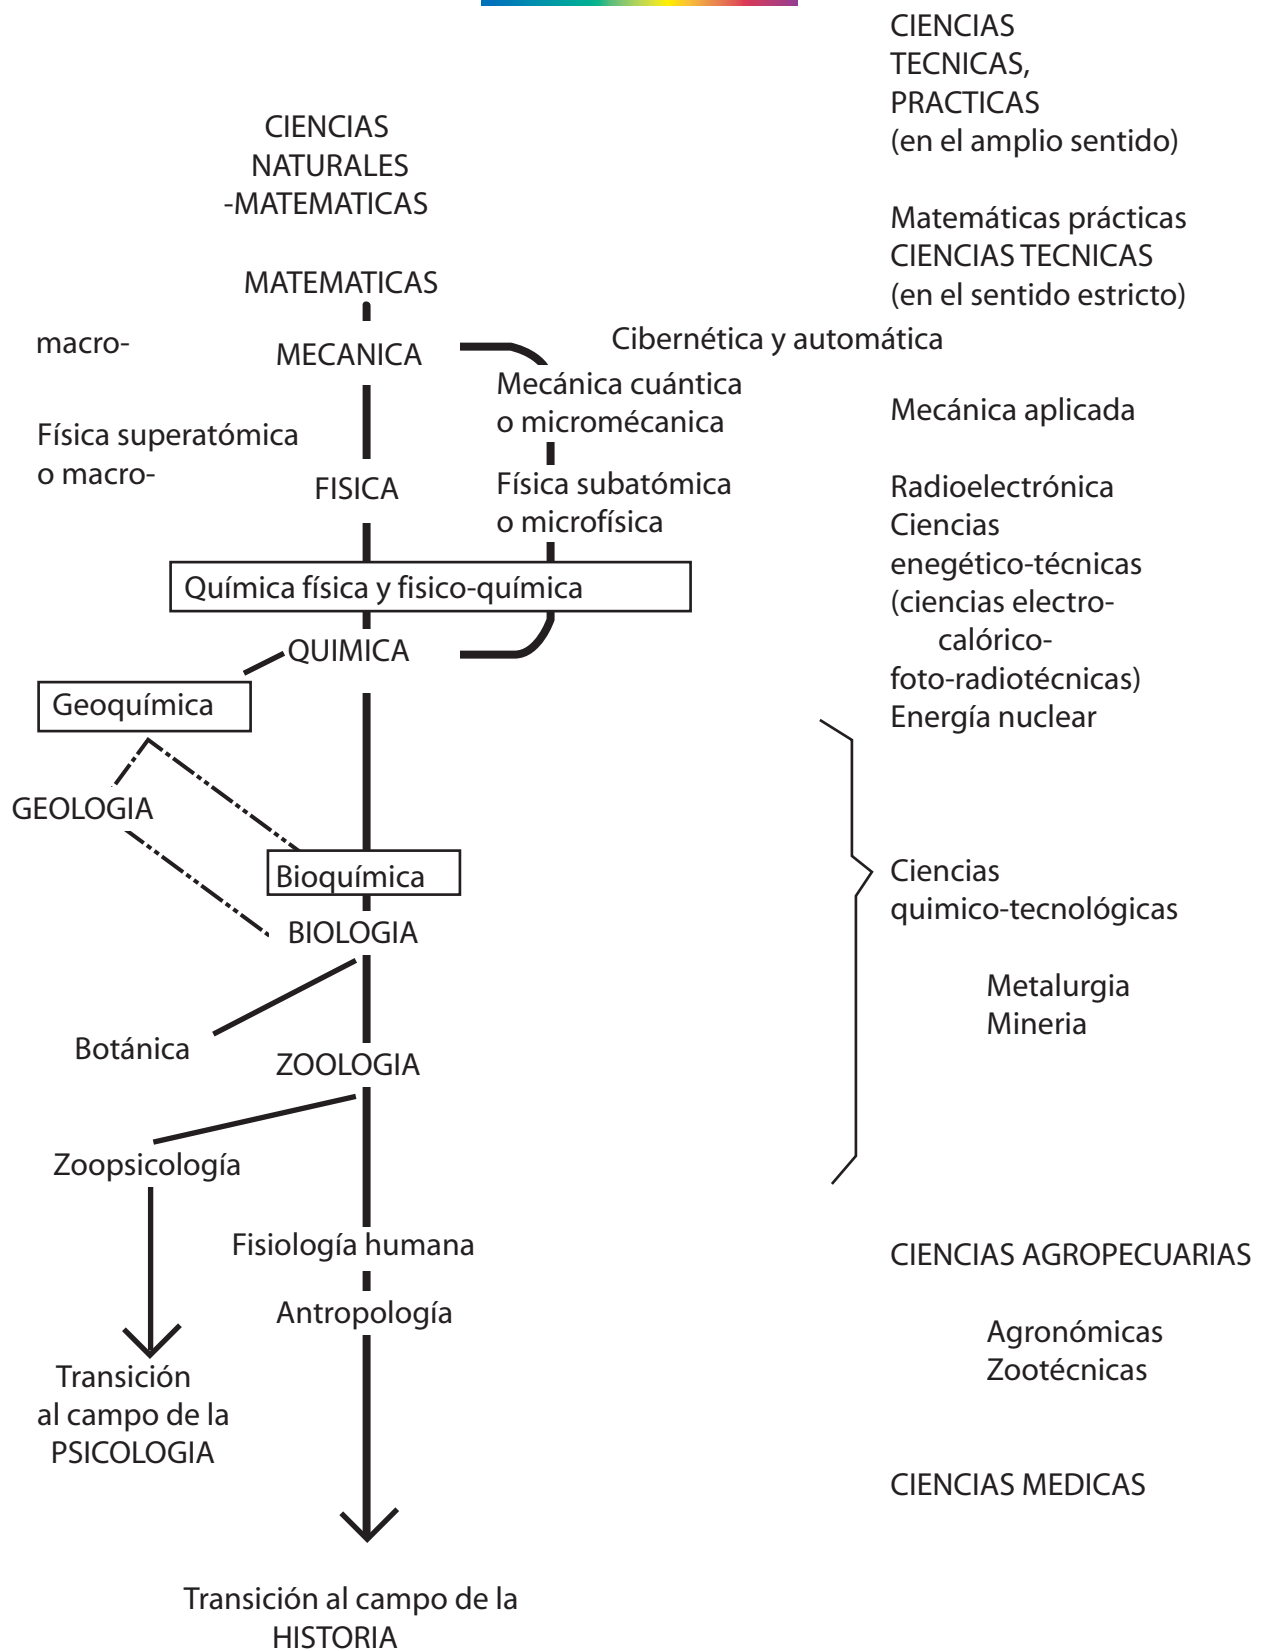 CIENCIAS
TECNICAS,
PRACTICAS
(en el amplio sentido)
CIENCIAS
NATURALES
-MATEMATICAS
Matemáticas prácticas
CIENCIAS TECNICAS
(en el sentido estricto)
MATEMATICAS
macro-
MECANICA
Cibernética y automática
Mecánica cuántica
o micromécanica
Mecánica aplicada
Física superatómica
o macro-
FISICA
Física subatómica
o microfísica
Radioelectrónica
Ciencias
enegético-técnicas
(ciencias electro-
calórico-
foto-radiotécnicas)
Energía nuclear
Química física y fisico-química
QUIMICA
Geoquímica
GEOLOGIA
Bioquímica
BIOLOGIA
Ciencias
quimico-tecnológicas
Metalurgia
Mineria
Botánica
ZOOLOGIA
Zoopsicología
Fisiología humana
Antropología
CIENCIAS AGROPECUARIAS
Agronómicas
Zootécnicas
Transición
al campo de la
PSICOLOGIA
CIENCIAS MEDICAS
Transición al campo de la
HISTORIA